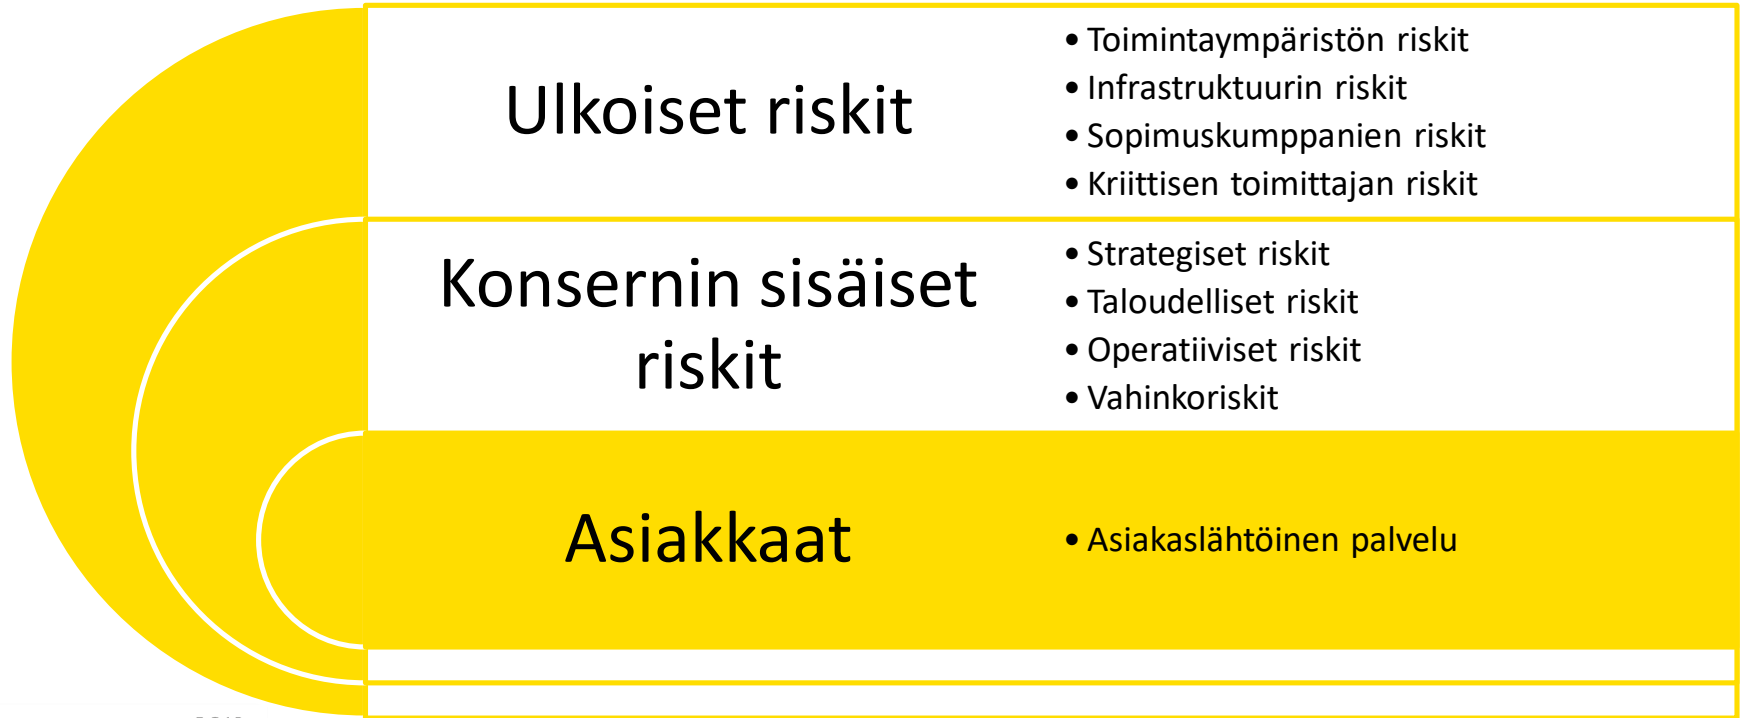 Ulkoiset riskit
• Toimintaympäristön riskit
• Infrastruktuurin riskit
• Sopimuskumppanien riskit
• Kriittisen toimittajan riskit
Konsernin sisäiset
riskit
• Strategiset riskit
• Taloudelliset riskit
• Operatiiviset riskit
• Vahinkoriskit
Asiakkaat
• Asiakaslähtöinen palvelu